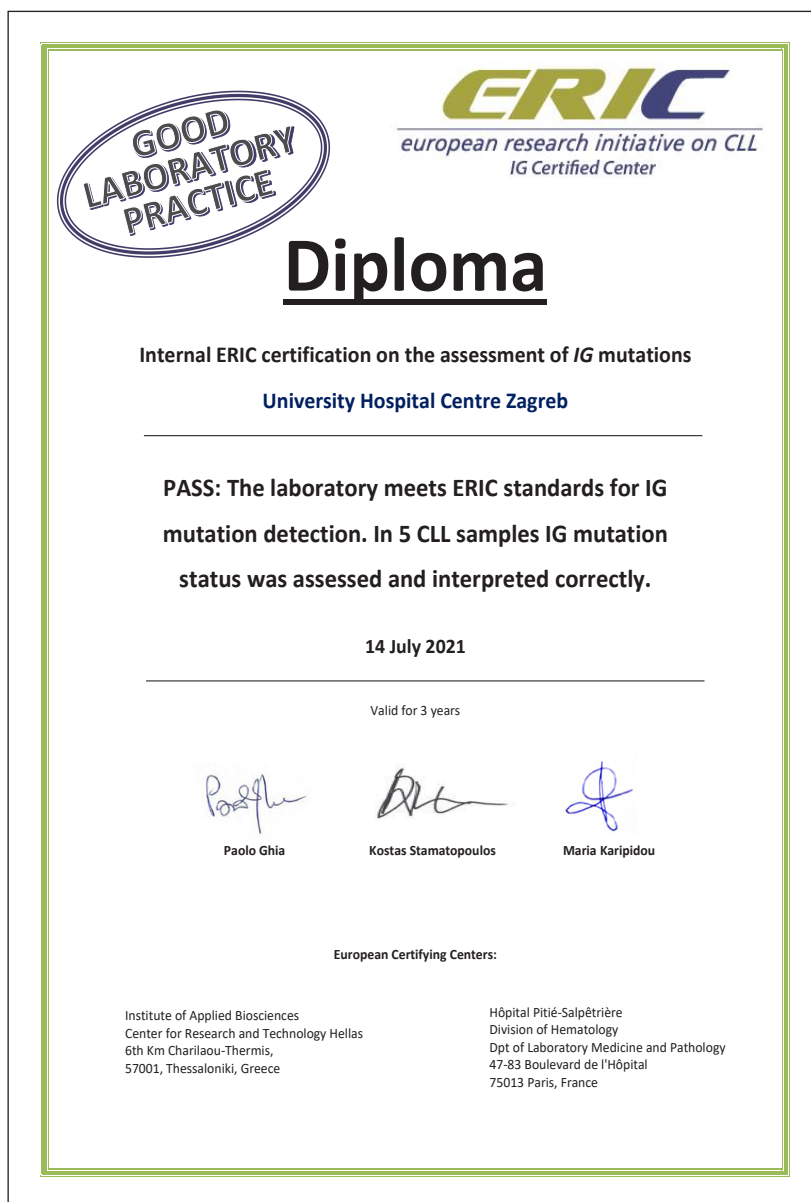 GOOD
LABORATORY
PRACTICE
ERIC
european research initiative on CLL
IG Certified Center
Diploma
Internal ERIC certification on the assessment of IG mutations
University Hospital Centre Zagreb
PASS: The laboratory meets ERIC standards for IG
mutation detection. In 5 CLL samples IG mutation
status was assessed and interpreted correctly.
14 July 2021
Valid for 3 years
Paolo Ghia
Kostas Stamatopoulos
Maria Karipidou
European Certifying Centers:
Institute of Applied Biosciences
Center for Research and Technology Hellas
6th Km Charilaou-Thermis,
57001, Thessaloniki, Greece
Hôpital Pitié-Salpêtrière
Division of Hematology
Dpt of Laboratory Medicine and Pathology
47-83 Boulevard de l'Hôpital
75013 Paris, France